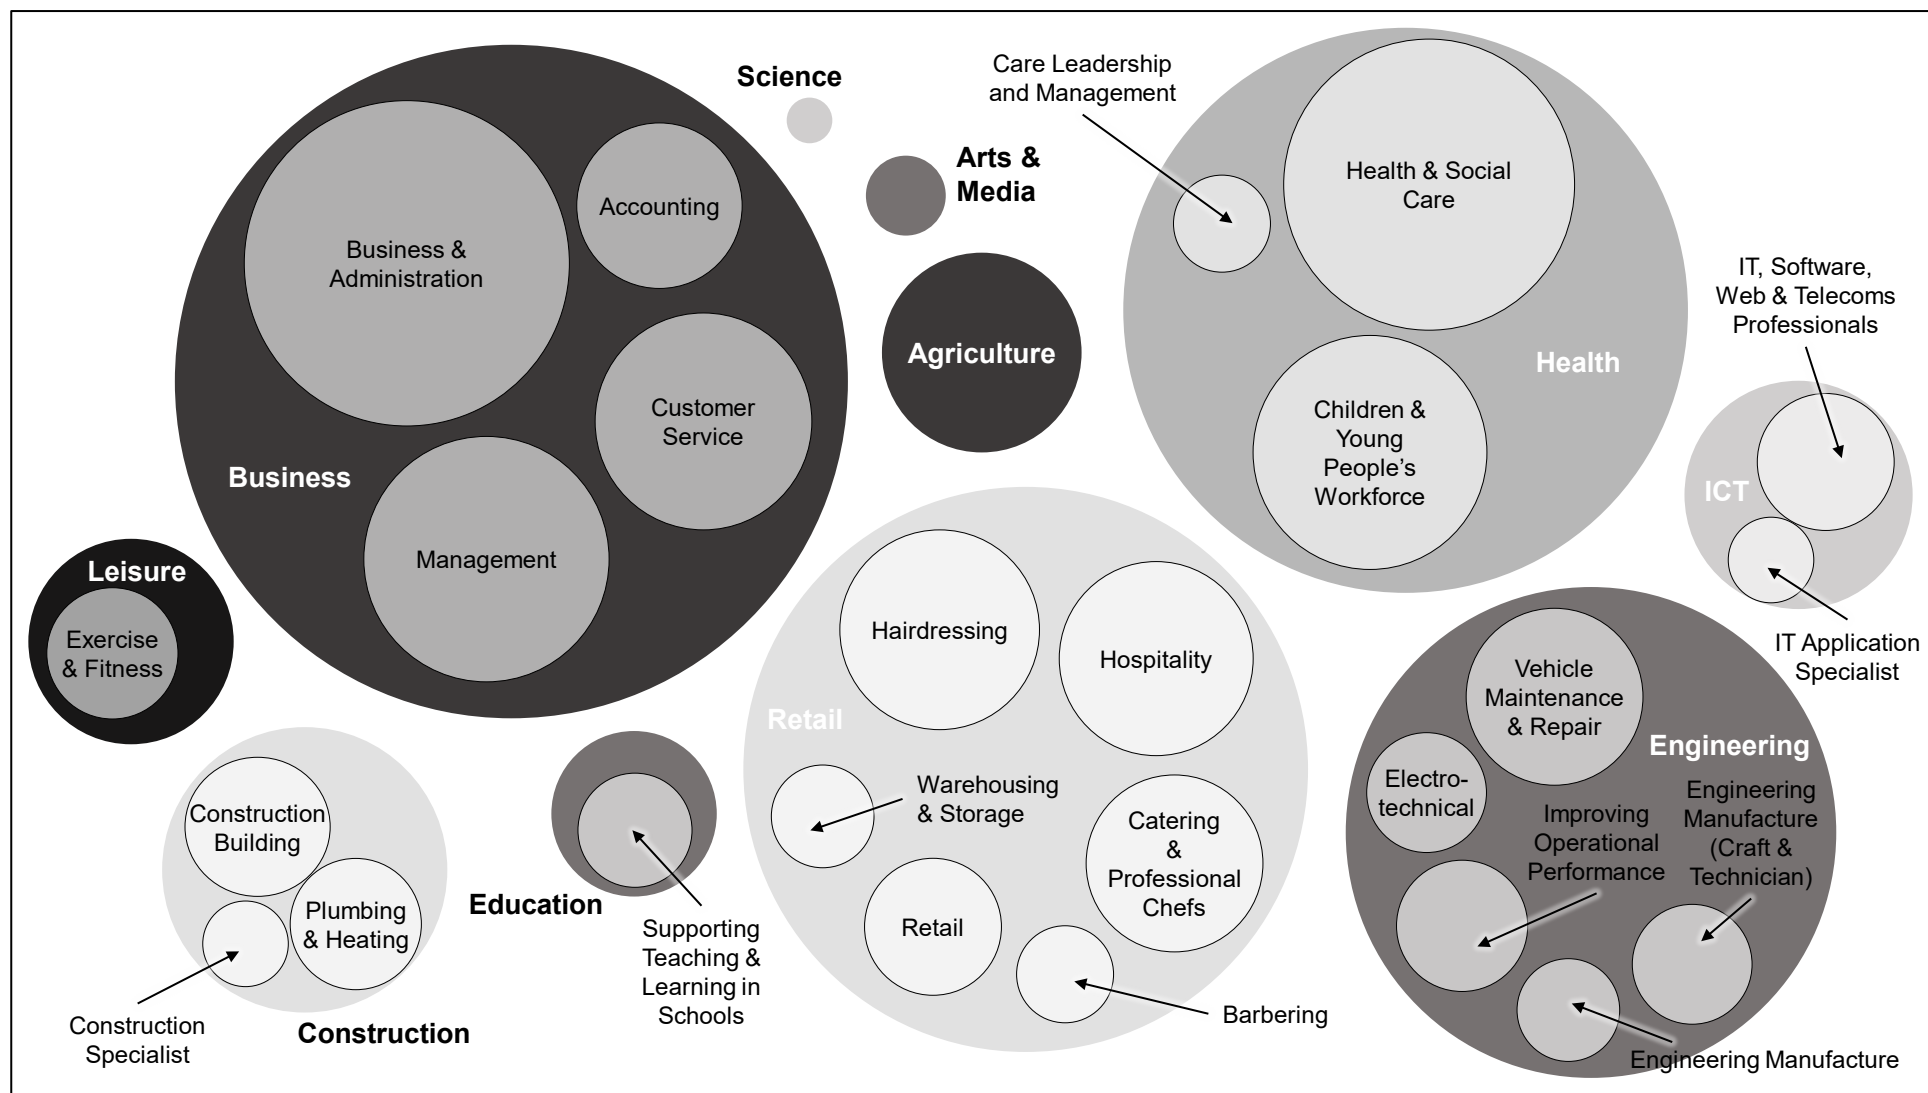 Science
Care Leadership
and Management
Arts &
Media
Health & Social
Care
Accounting
Business &
Administration
IT, Software,
Web & Telecoms
Professionals
Agriculture
Health
Customer
Service
Children &
Young
People’s
Workforce
Business
ICT
Management
Leisure
Exercise
& Fitness
Hairdressing
Hospitality
IT Application
Specialist
Vehicle
Maintenance
& Repair
Retail
Engineering
Electro-
technical
Warehousing
& Storage
Improving
Operational
Performance
Engineering
Manufacture
(Craft &
Technician)
Construction
Building
Catering
&
Professional
Chefs
Plumbing
& Heating
Education
Retail
Supporting
Teaching &
Learning in
Schools
Construction
Specialist
Construction
Barbering
Engineering Manufacture